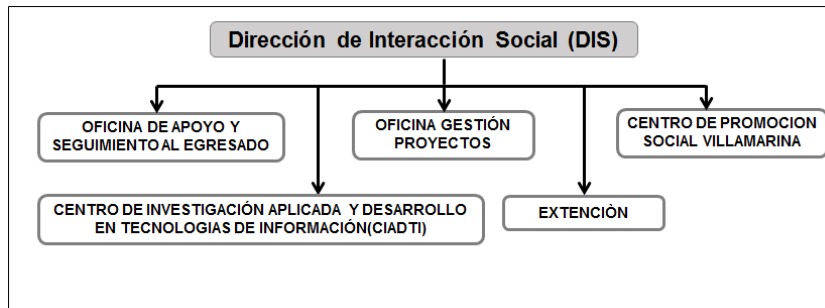 Dirección de Interacción Social (DIS)
OFICINA DE APOYO Y
SEGUIMIENTO AL EGRESADO
OFICINA GESTIÓN
PROYECTOS
CENTRO DE PROMOCION
SOCIAL VILLAMARINA
CENTRO DE INVESTIGACIÓN APLICADA Y DESARROLLO
EN TECNOLOGIAS DE INFORMACIÓN(CIADTI)
EXTENCIÒN